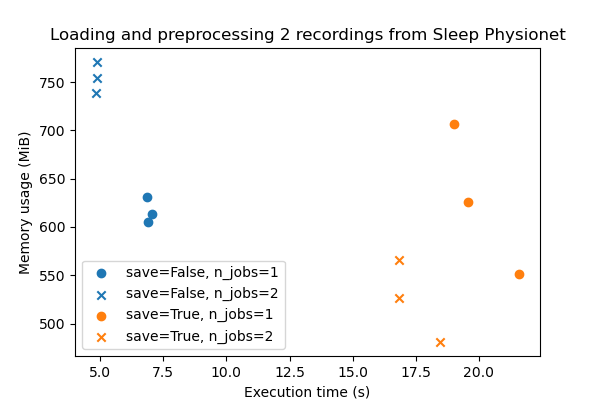 Loading and preprocessing 2 recordings from Sleep Physionet
Memory usage (MiB)
750
700
650
600
550
500
save=False, n_jobs=1
save=False, n_jobs=2
save=True, n_jobs=1
save=True, n_jobs=2
5.0 7.5 10.0 12.5 15.0 17.5 20.0
Execution time (s)